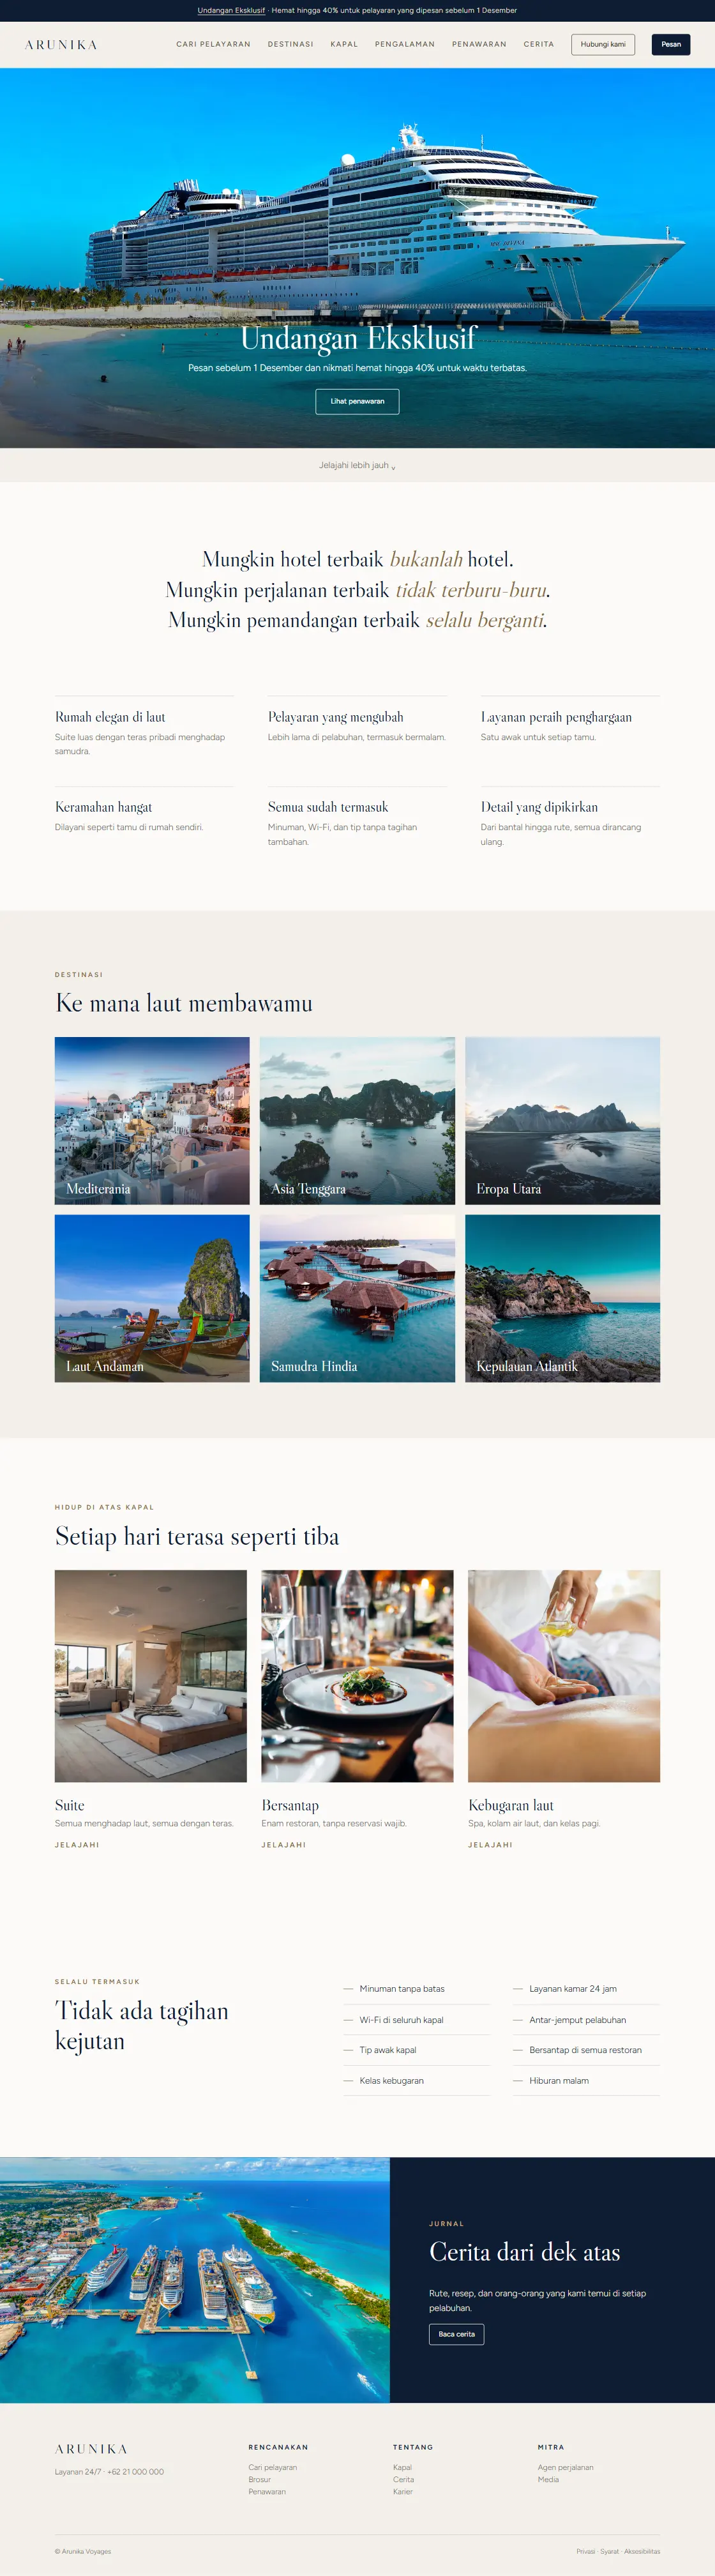 Undangan Eksklusif · Hemat hingga 40% untuk pelayaran yang dipesan sebelum 1 Desember
ARUNIKA
CARI PELAYARAN
DESTINASI
KAPAL
PENGALAMAN
PENAWARAN
CERITA
Hubungi kami
Pesan
Undangan Eksklusif
Pesan sebelum 1 Desember dan nikmati hemat hingga 40% untuk waktu terbatas.
Lihat penawaran
Jelajahi lebih jauh
Mungkin hotel terbaik bukanlah hotel.
Mungkin perjalanan terbaik tidak terburu-buru.
Mungkin pemandangan terbaik selalu berganti.
Rumah elegan di laut
Suite luas dengan teras pribadi menghadap
samudra.
Pelayaran yang mengubah
Lebih lama di pelabuhan, termasuk bermalam.
Layanan peraih penghargaan
Satu awak untuk setiap tamu.
Keramahan hangat
Dilayani seperti tamu di rumah sendiri.
Semua sudah termasuk
Minuman, Wi-Fi, dan tip tanpa tagihan
tambahan.
Detail yang dipikirkan
Dari bantal hingga rute, semua dirancang
ulang.
DESTINASI
Ke mana laut membawamu
Mediterania
Asia Tenggara
Eropa Utara
Laut Andaman
Samudra Hindia
Kepulauan Atlantik
HIDUP DI ATAS KAPAL
Setiap hari terasa seperti tiba
Suite
Semua menghadap laut, semua dengan teras.
JELAJAHI
Bersantap
Enam restoran, tanpa reservasi wajib.
JELAJAHI
Kebugaran laut
Spa, kolam air laut, dan kelas pagi.
JELAJAHI
SELALU TERMASUK
Tidak ada tagihan
kejutan
— Minuman tanpa batas
— Layanan kamar 24 jam
— Wi-Fi di seluruh kapal
— Antar-jemput pelabuhan
— Tip awak kapal
— Bersantap di semua restoran
— Kelas kebugaran
— Hiburan malam
JURNAL
Cerita dari dek atas
Rute, resep, dan orang-orang yang kami temui di setiap
pelabuhan.
Baca cerita
ARUNIKA
Layanan 24/7 · +62 21 000 000
RENCANAKAN
Cari pelayaran
Brosur
Penawaran
TENTANG
Kapal
Cerita
Karier
MITRA
Agen perjalanan
Media
© Arunika Voyages
Privasi · Syarat · Aksesibilitas